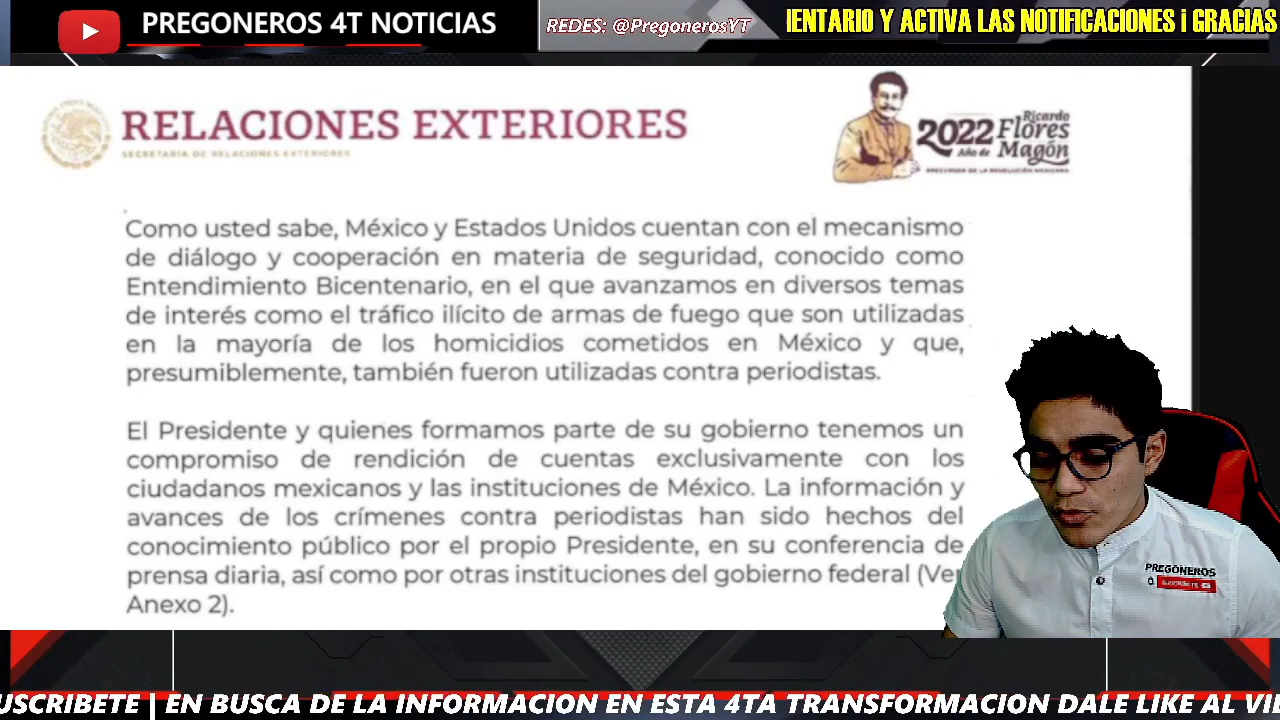 PREGONEROS 4T NOTICIAS
REDES: @PregonerosYT
IENTARIO Y ACTIVA LAS NOTIFICACIONES ¡ GRACIAS
RELACIONES EXTERIORES
SECRETARÍA DE RELACIONES EXTERIORES
2022 Ricardo
Flores
Año de Magón
PRECURSOR DE LA REVOLUCIÓN MEXICANA
Como usted sabe, México y Estados Unidos cuentan con el mecanismo
de diálogo y cooperación en materia de seguridad, conocido como
Entendimiento Bicentenario, en el que avanzamos en diversos temas
de interés como el tráfico ilícito de armas de fuego que son utilizadas
en la mayoría de los homicidios cometidos en México y que,
presumiblemente, también fueron utilizadas contra periodistas.
El Presidente y quienes formamos parte de su gobierno tenemos un
compromiso de rendición de cuentas exclusivamente con los
ciudadanos mexicanos y las instituciones de México. La información y
avances de los crímenes contra periodistas han sido hechos del
conocimiento público por el propio Presidente, en su conferencia de
prensa diaria, así como por otras instituciones del gobierno federal (Ver
Anexo 2).
PREGONEROS
USCRIBETE | EN BUSCA DE LA INFORMACION EN ESTA 4TA TRANSFORMACION DALE LIKE AL VI